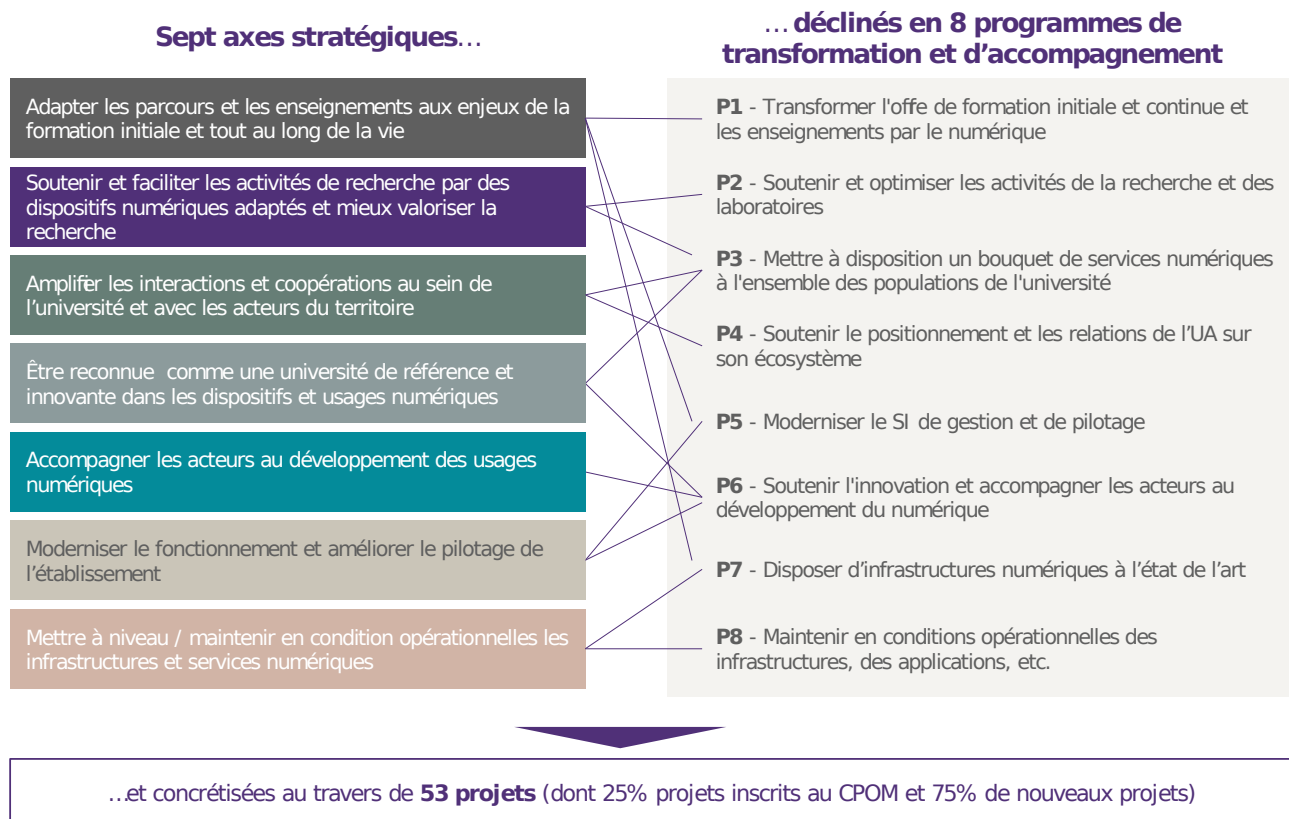 Sept axes stratégiques…
Adapter les parcours et les enseignements aux enjeux de la
formation initiale et tout au long de la vie
Soutenir et faciliter les activités de recherche par des
dispositifs numériques adaptés et mieux valoriser la
recherche
Amplifier les interactions et coopérations au sein de
l’université et avec les acteurs du territoire
Être reconnue comme une université de référence et
innovante dans les dispositifs et usages numériques
Accompagner les acteurs au développement des usages
numériques
Moderniser le fonctionnement et améliorer le pilotage de
l’établissement
Mettre à niveau / maintenir en condition opérationnelles les
infrastructures et services numériques
… déclinés en 8 programmes de
transformation et d’accompagnement
P1 - Transformer l'offe de formation initiale et continue et
les enseignements par le numérique
P2 - Soutenir et optimiser les activités de la recherche et des
laboratoires
P3 - Mettre à disposition un bouquet de services numériques
à l'ensemble des populations de l'université
P4 - Soutenir le positionnement et les relations de l’UA sur
son écosystème
P5 - Moderniser le SI de gestion et de pilotage
P6 - Soutenir l'innovation et accompagner les acteurs au
développement du numérique
P7 - Disposer d’infrastructures numériques à l’état de l’art
P8 - Maintenir en conditions opérationnelles des
infrastructures, des applications, etc.
…et concrétisées au travers de 53 projets (dont 25% projets inscrits au CPOM et 75% de nouveaux projets)